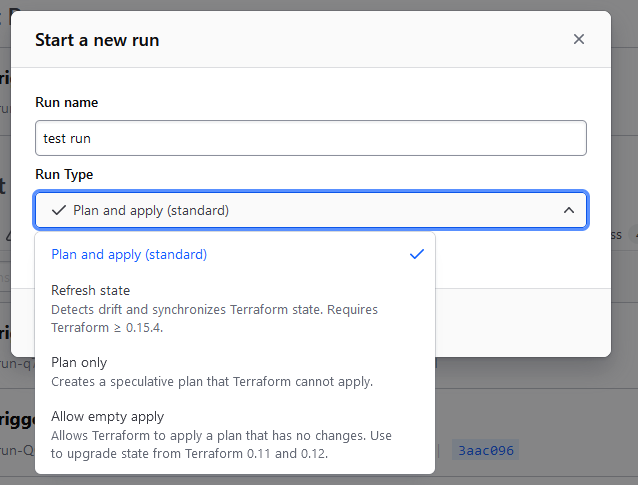 Start a new run
Run name
test run
Run Type
Plan and apply (standard)
Plan and apply (standard)
Refresh state
Detects drift and synchronizes Terraform state. Requires
Terraform ≥ 0.15.4.
Plan only
Creates a speculative plan that Terraform cannot apply.
Allow empty apply
Allows Terraform to apply a plan that has no changes. Use
to upgrade state from Terraform 0.11 and 0.12.
3aac096